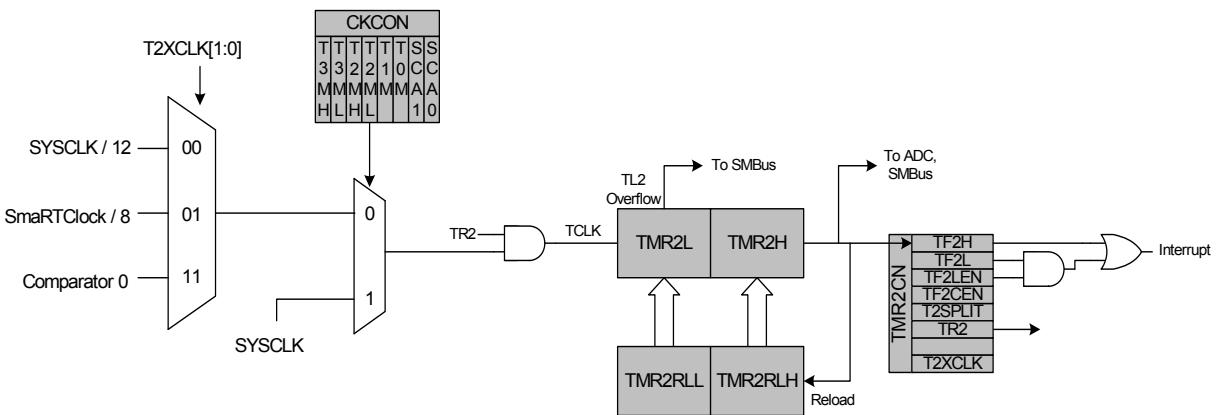 CKCON
T3MH
T3ML
T2MH
T2ML
T1M
T0M
SCA1
SCA0
T2XCLK[1:0]
SYSCLK / 12
00
SmaRTClock / 8
01
Comparator 0
11
0
1
SYSCLK
TR2
TCLK
TL2
Overflow
To SMBus
To ADC,
SMBus
TMR2L
TMR2H
TMR2RLL
TMR2RLH
Reload
TMR2CN
TF2H
TF2L
TF2LEN
TF2CEN
T2SPLIT
TR2
T2XCLK
Interrupt